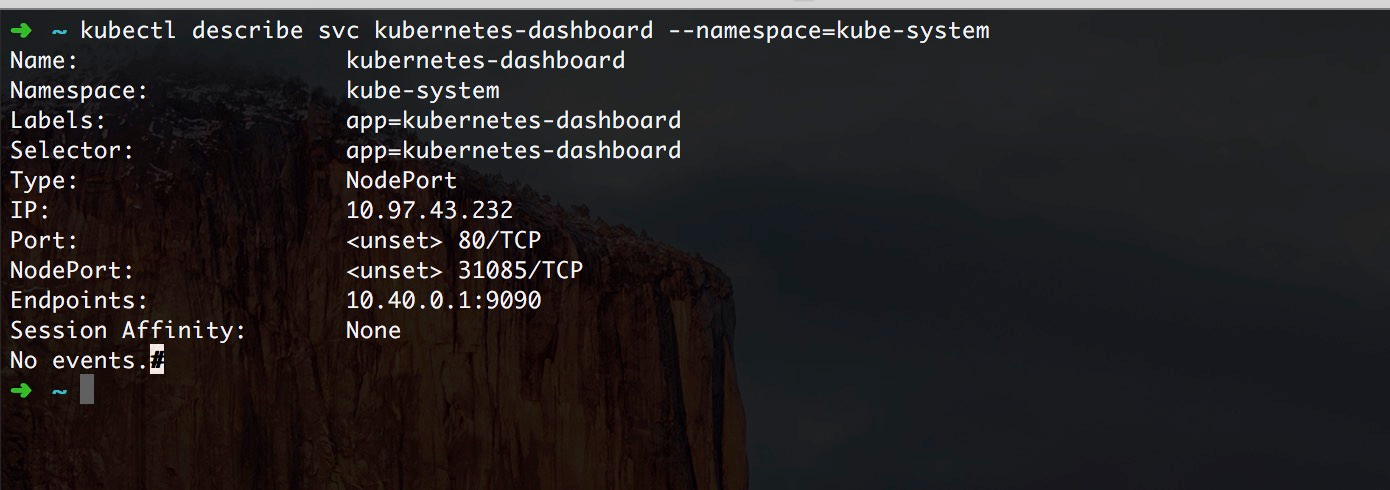 ➜ ~ kubectl describe svc kubernetes-dashboard --namespace=kube-system
Name: kubernetes-dashboard
Namespace: kube-system
Labels: app=kubernetes-dashboard
Selector: app=kubernetes-dashboard
Type: NodePort
IP: 10.97.43.232
Port: <unset> 80/TCP
NodePort: <unset> 31085/TCP
Endpoints: 10.40.0.1:9090
Session Affinity: None
No events.#
➜ ~